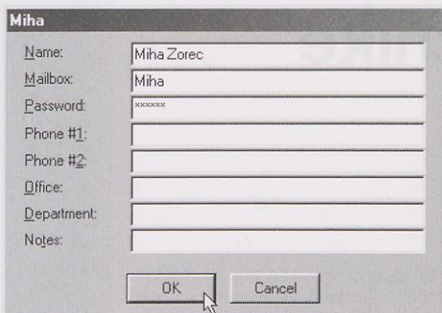 Miha
Name: Miha Zorec
Mailbox: Miha
Password: xxxxxx
Phone #1:
Phone #2:
Office:
Department:
Notes:
OK Cancel